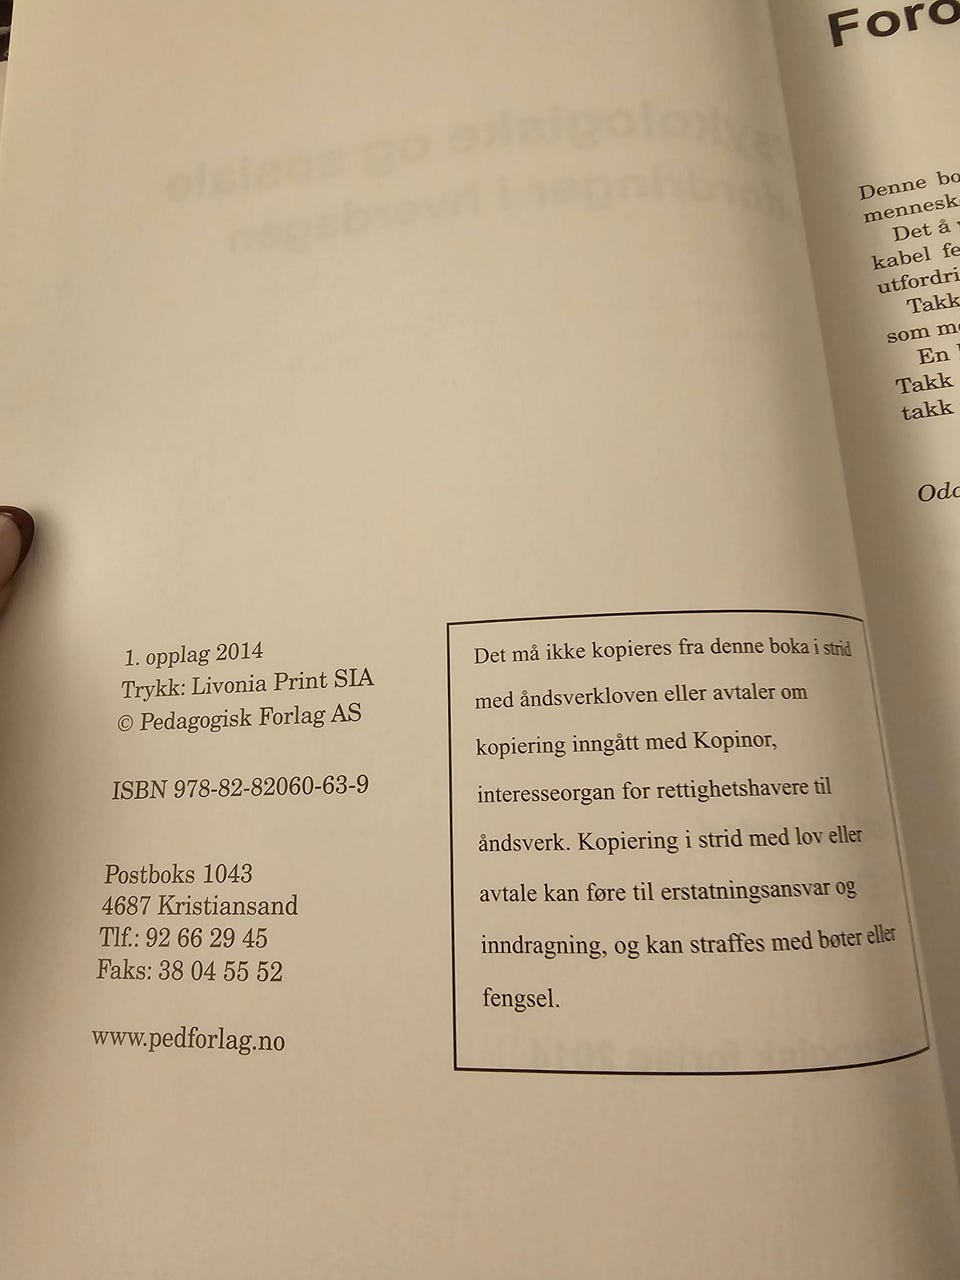 1. opplag 2014
Trykk: Livonia Print SIA
© Pedagogisk Forlag AS
ISBN 978-82-82060-63-9
Postboks 1043
4687 Kristiansand
Tlf.: 92 66 29 45
Faks: 38 04 55 52
www.pedforlag.no
Det må ikke kopieres fra denne boka i strid
med åndsverkloven eller avtaler om
kopiering inngått med Kopinor,
interesseorgan for rettighetshavere til
åndsverk. Kopiering i strid med lov eller
avtale kan føre til erstatningsansvar og
inndragning, og kan straffes med bøter eller
fengsel.
Foro
Denne bo
mennesk
Det å
kabel fe
utfordri
Takk
som
En
Takk
takk